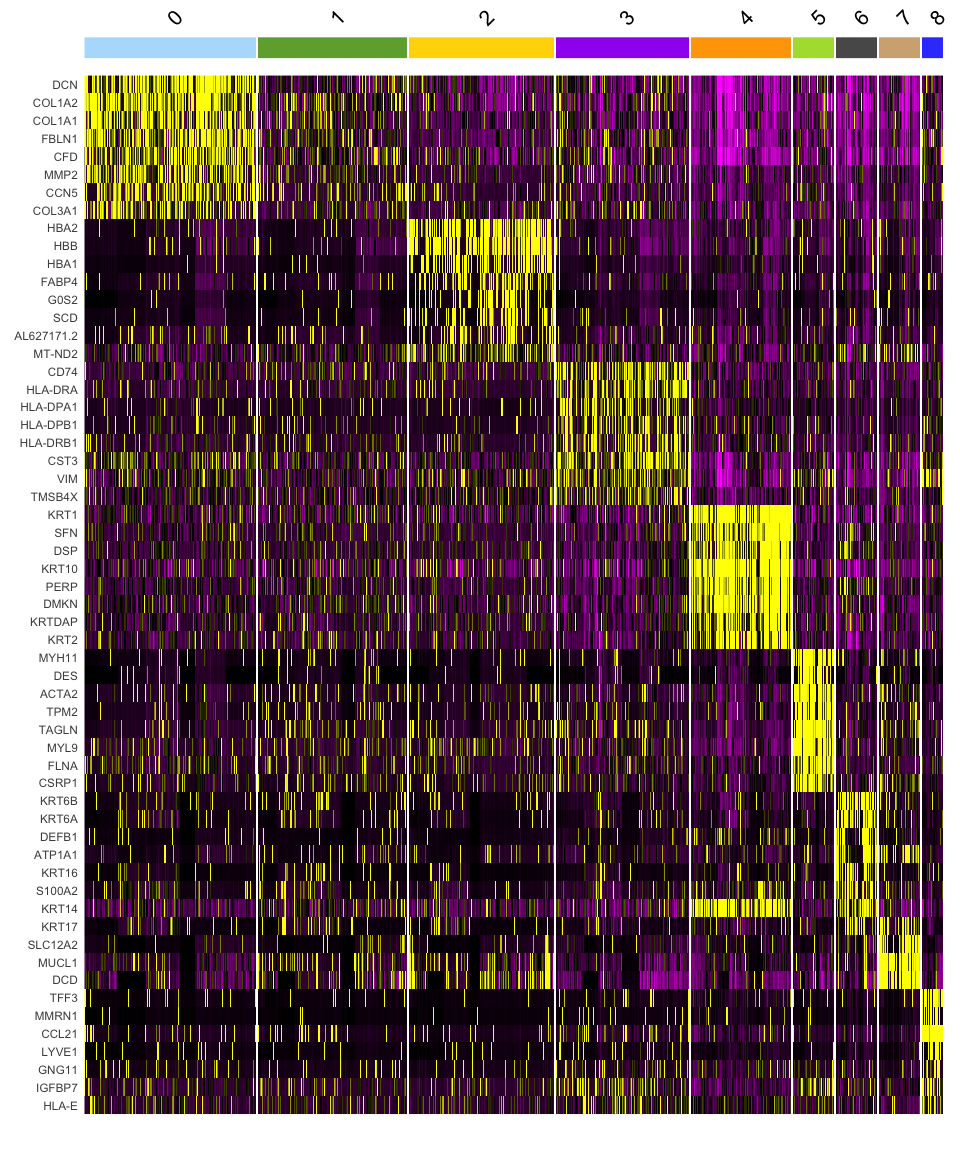 0 1 2 3 4 5 6 7 8
DCN
COL1A2
COL1A1
FBLN1
CFD
MMP2
CCN5
COL3A1
HBA2
HBB
HBA1
FABP4
G0S2
SCD
AL627171.2
MT-ND2
CD74
HLA-DRA
HLA-DPA1
HLA-DPB1
HLA-DRB1
CST3
VIM
TMSB4X
KRT1
SFN
DSP
KRT10
PERP
DMKN
KRTDAP
KRT2
MYH11
DES
ACTA2
TPM2
TAGLN
MYL9
FLNA
CSRP1
KRT6B
KRT6A
DEFB1
ATP1A1
KRT16
S100A2
KRT14
KRT17
SLC12A2
MUCL1
DCD
TFF3
MMRN1
CCL21
LYVE1
GNG11
IGFBP7
HLA-E